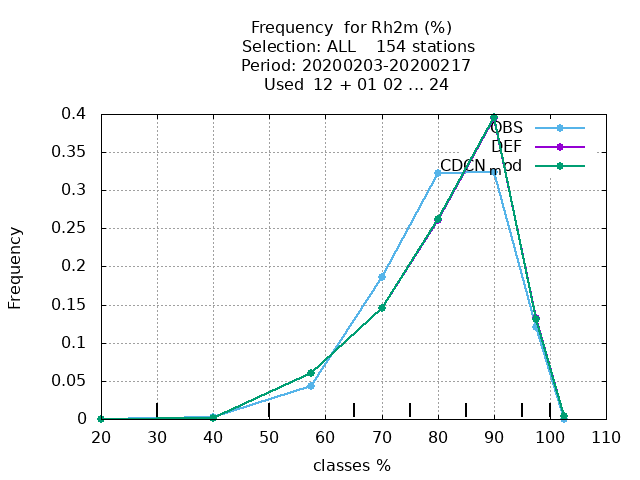 Frequency  for Rh2m (%)
Selection: ALL    154 stations
Period: 20200203-20200217
Used  12 + 01 02 ... 24
0.4
0.35
0.3
0.25
0.2
0.15
0.1
0.05
0
Frequency
OBS
DEF
CDCN_mod
20 30 40 50 60 70 80 90 100 110
classes %